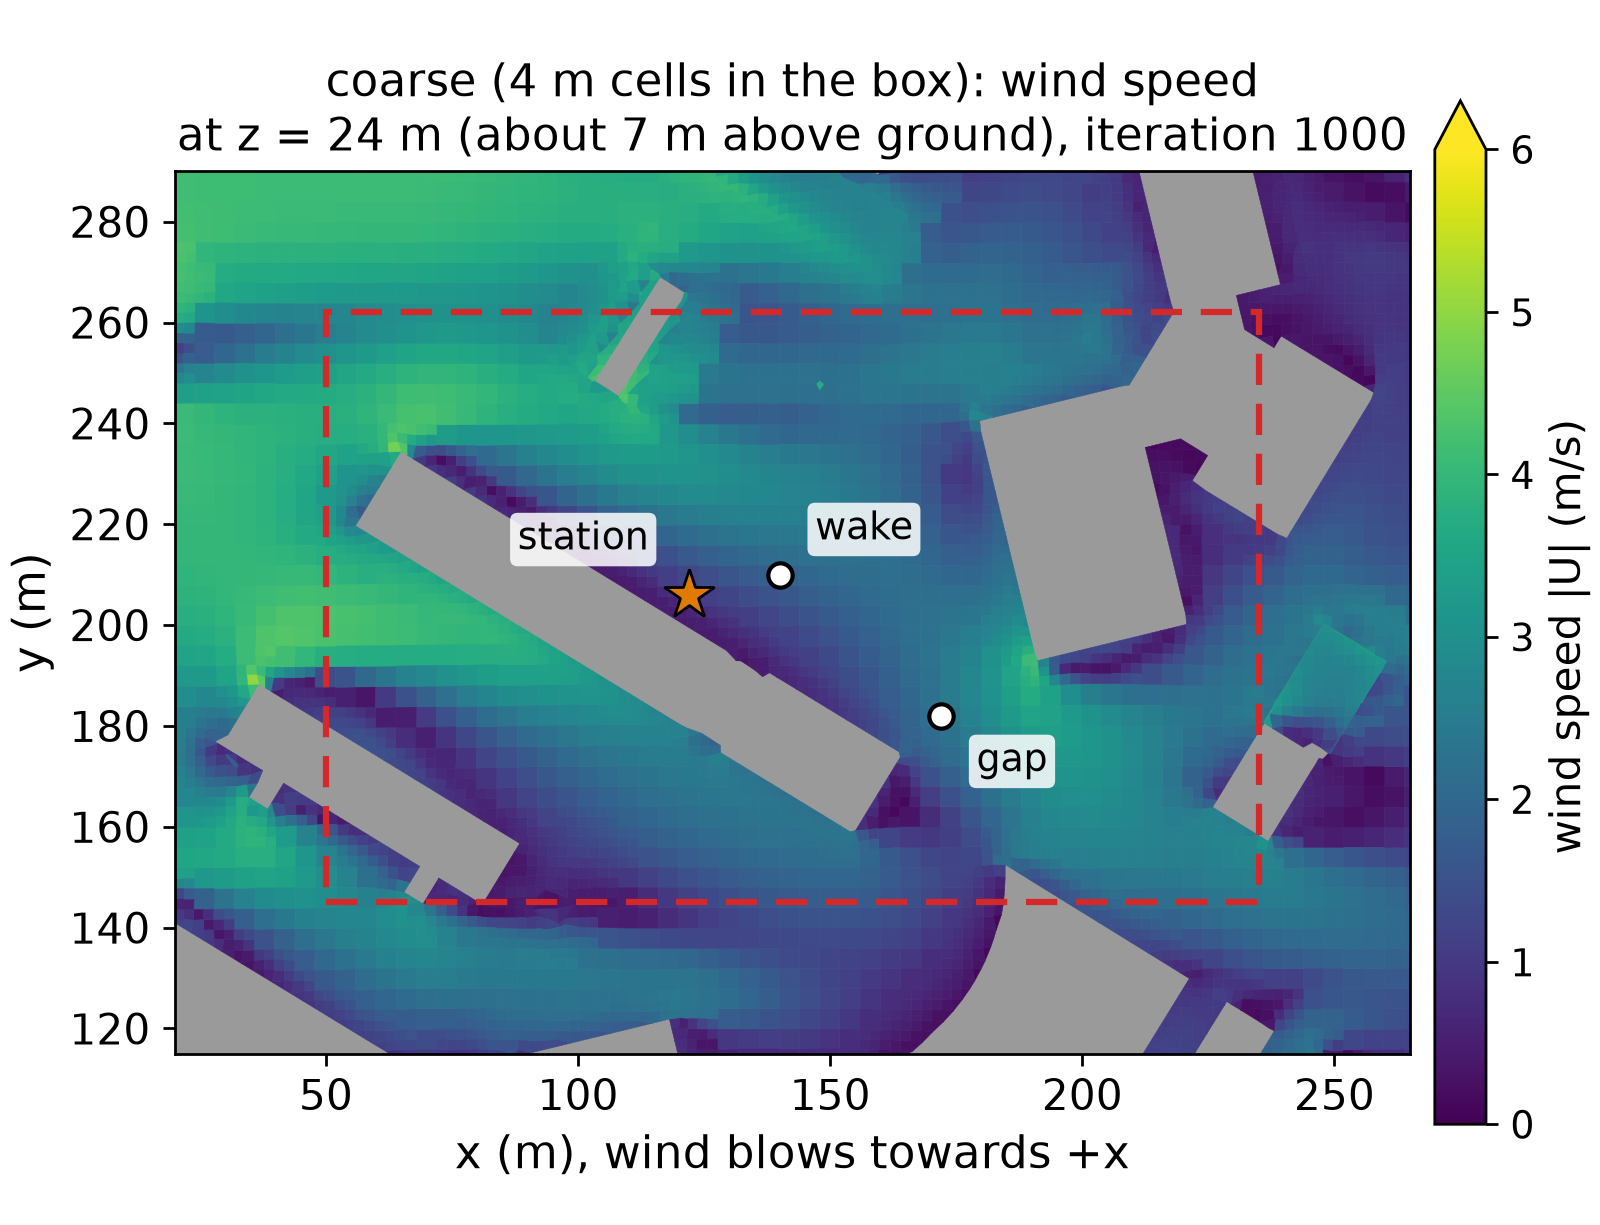 coarse (4 m cells in the box): wind speed
at z = 24 m (about 7 m above ground), iteration 1000
280
260
240
220
200
180
160
140
120
y (m)
station
wake
gap
50
100
150
200
250
x (m), wind blows towards +x
6
5
4
3
2
1
0
wind speed |U| (m/s)